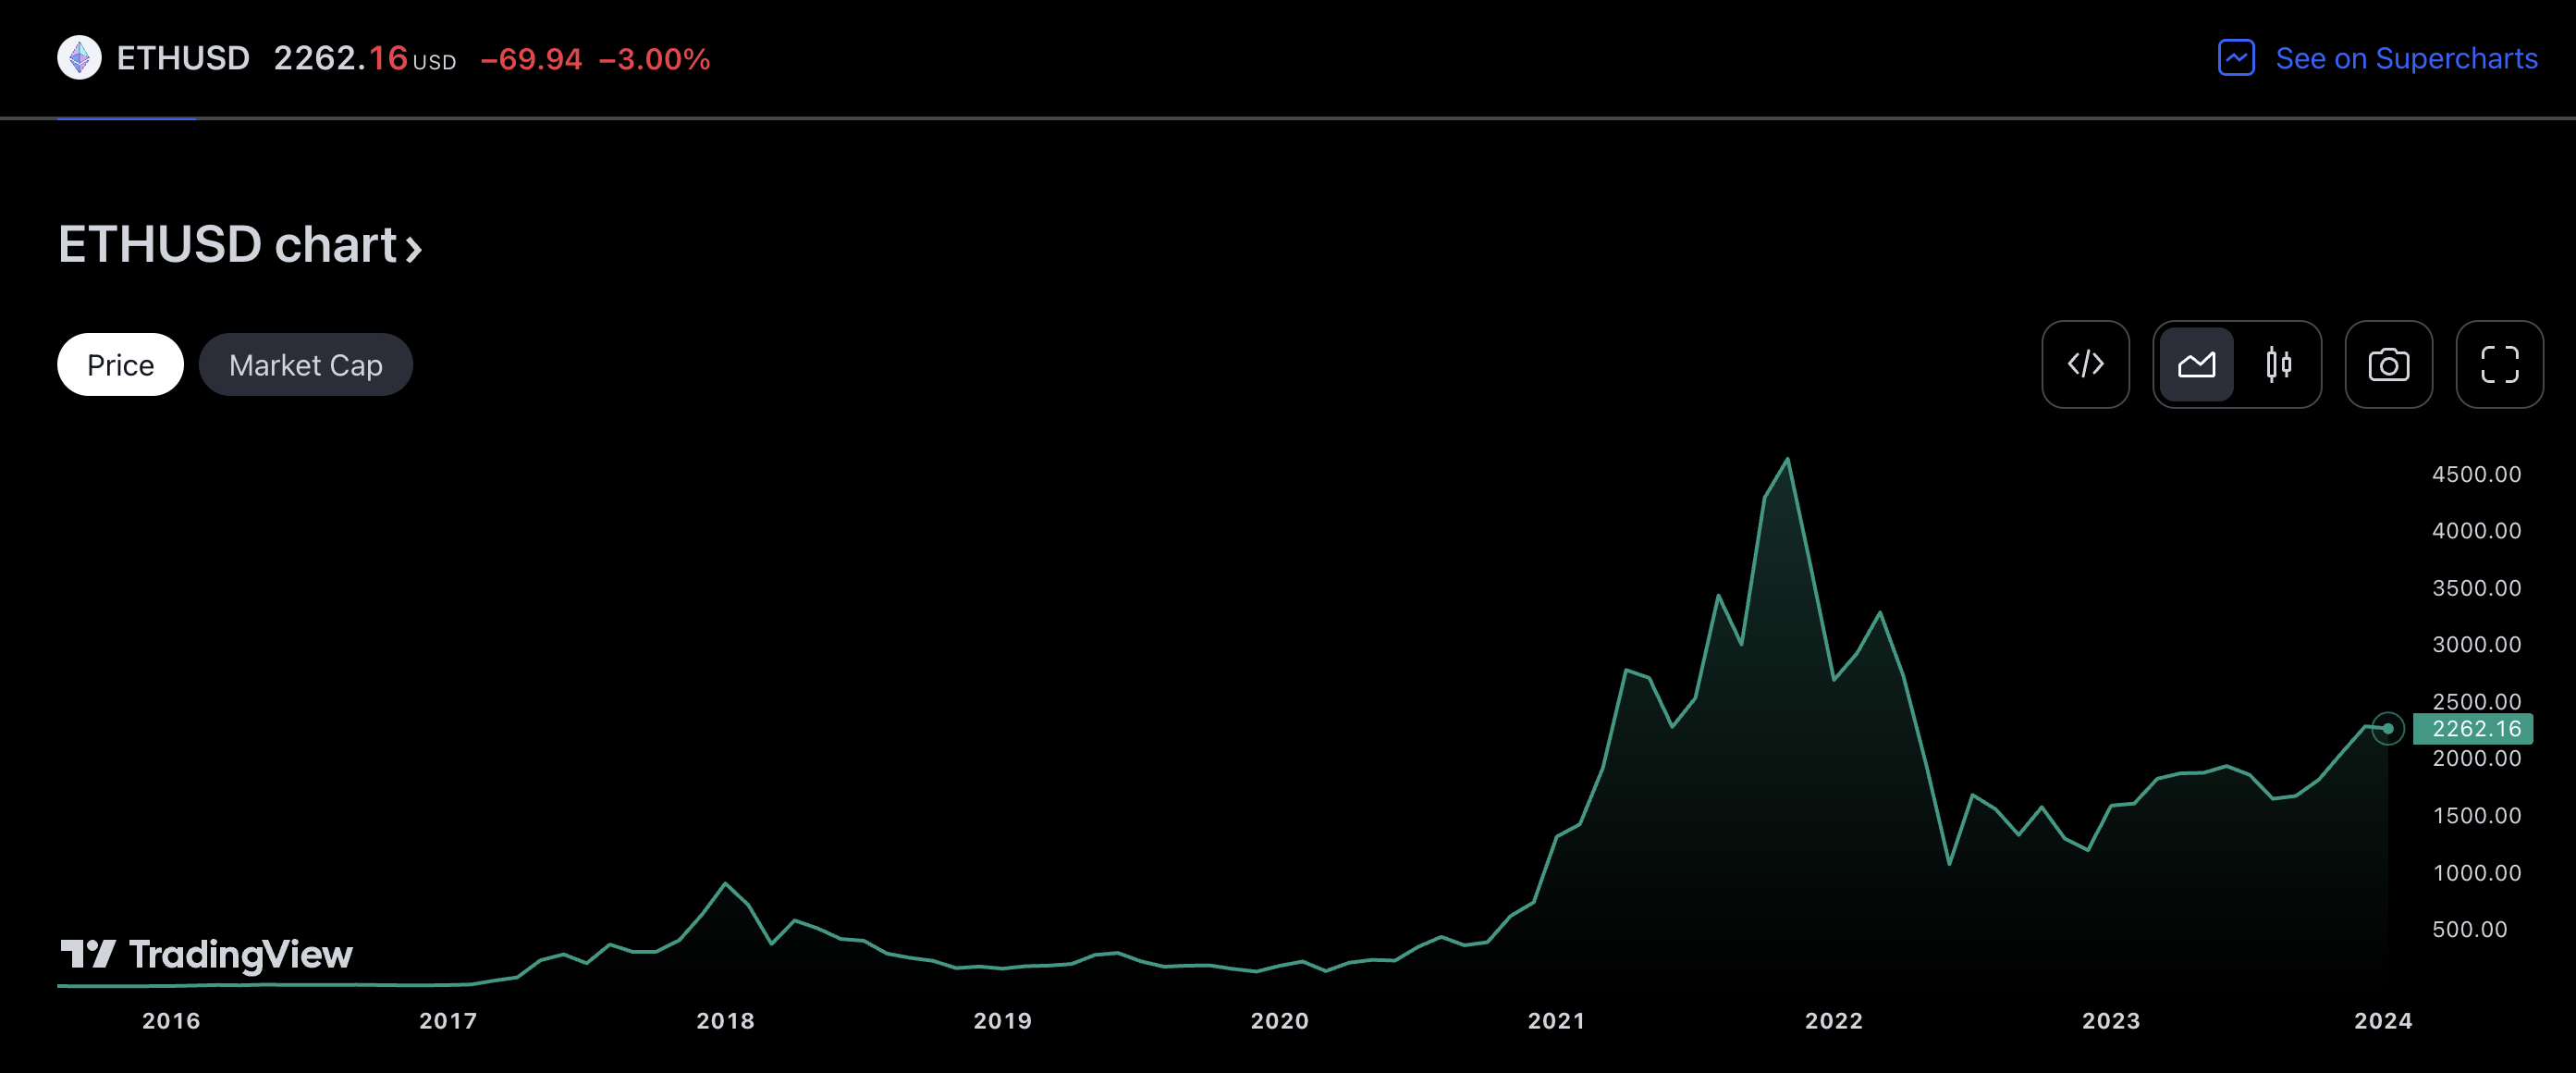 ETHUSD 2262.16 USD −69.94 −3.00% See on Supercharts
ETHUSD chart ›
Price Market Cap
4500.00
4000.00
3500.00
3000.00
2500.00
2262.16
2000.00
1500.00
1000.00
500.00
TradingView
2016 2017 2018 2019 2020 2021 2022 2023 2024